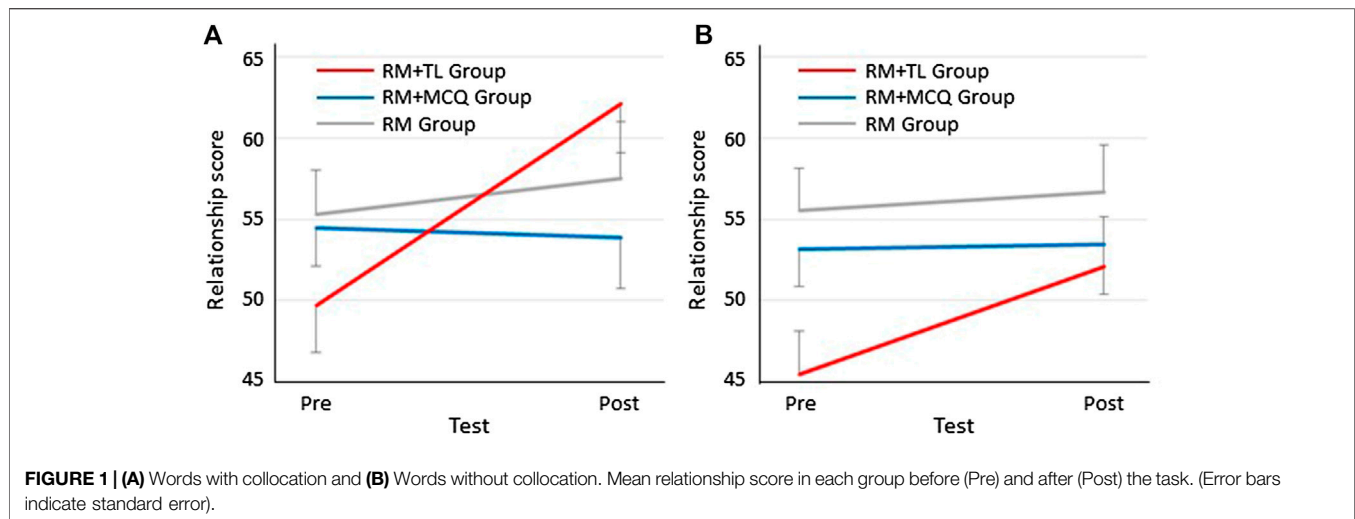 A
65
60
55
50
45
Relationship score
RM+TL Group
RM+MCQ Group
RM Group
Pre
Post
Test
B
65
60
55
50
45
Relationship score
RM+TL Group
RM+MCQ Group
RM Group
Pre
Post
Test
FIGURE 1 | (A) Words with collocation and (B) Words without collocation. Mean relationship score in each group before (Pre) and after (Post) the task. (Error bars
indicate standard error).